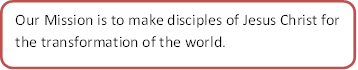 Our Mission is to make disciples of Jesus Christ for
the transformation of the world.